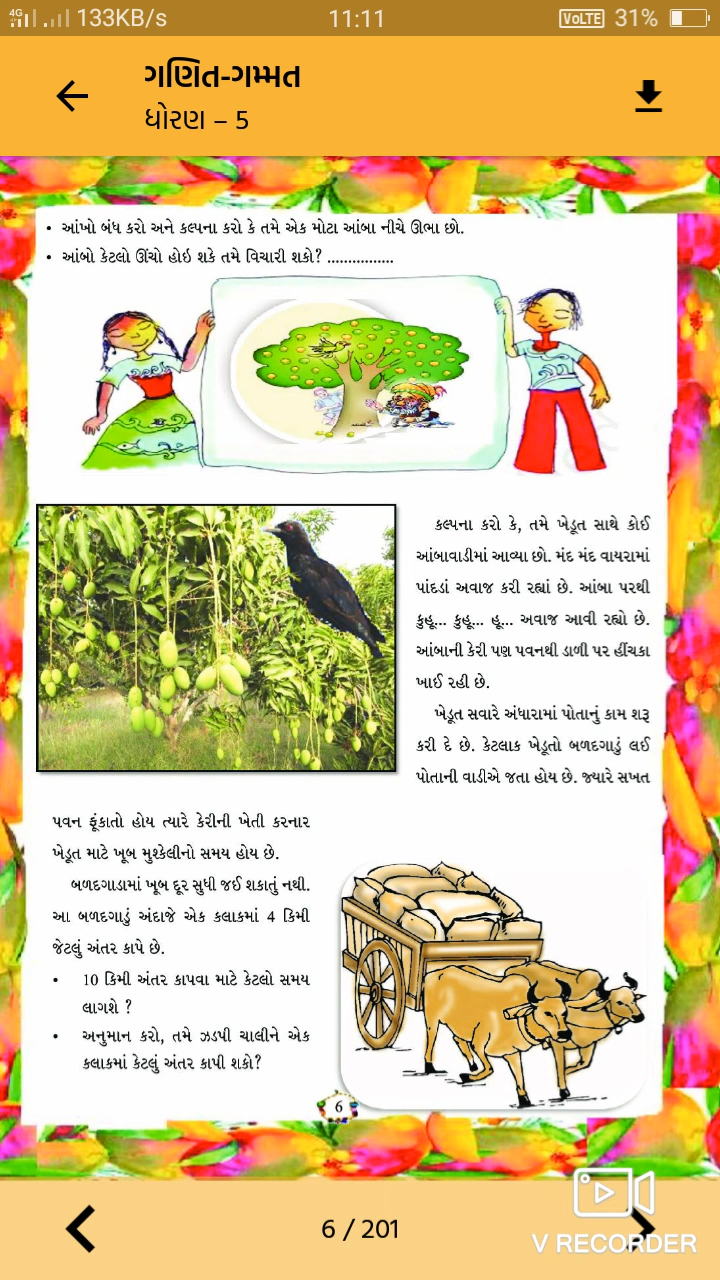 4G 133KB/s 11:11 VoLTE 31%
ગણિત-ગમ્મત
ધોરણ – 5
• આંખો બંધ કરો અને કલ્પના કરો કે તમે એક મોટા આંબા નીચે ઊભા છો.
• આંબો કેટલો ઊંચો હોઇ શકે તમે વિચારી શકો? ................
કલ્પના કરો કે, તમે ખેડૂત સાથે કોઈ
આંબાવાડીમાં આવ્યા છો. મંદ મંદ વાયરામાં
પાંદડાં અવાજ કરી રહ્યાં છે. આંબા પરથી
કુહૂ... કુહૂ... હૂ... અવાજ આવી રહ્યો છે.
આંબાની કેરી પણ પવનથી ડાળી પર હીંચકા
ખાઈ રહી છે.
ખેડૂત સવારે અંધારામાં પોતાનું કામ શરૂ
કરી દે છે. કેટલાક ખેડૂતો બળદગાડું લઈ
પોતાની વાડીએ જતા હોય છે. જ્યારે સખત
પવન ફૂંકાતો હોય ત્યારે કેરીની ખેતી કરનાર
ખેડૂત માટે ખૂબ મુશ્કેલીનો સમય હોય છે.
બળદગાડામાં ખૂબ દૂર સુધી જઈ શકાતું નથી.
આ બળદગાડું અંદાજે એક કલાકમાં 4 કિમી
જેટલું અંતર કાપે છે.
• 10 કિમી અંતર કાપવા માટે કેટલો સમય
લાગશે ?
• અનુમાન કરો, તમે ઝડપી ચાલીને એક
કલાકમાં કેટલું અંતર કાપી શકો?
6
6 / 201
V RECORDER